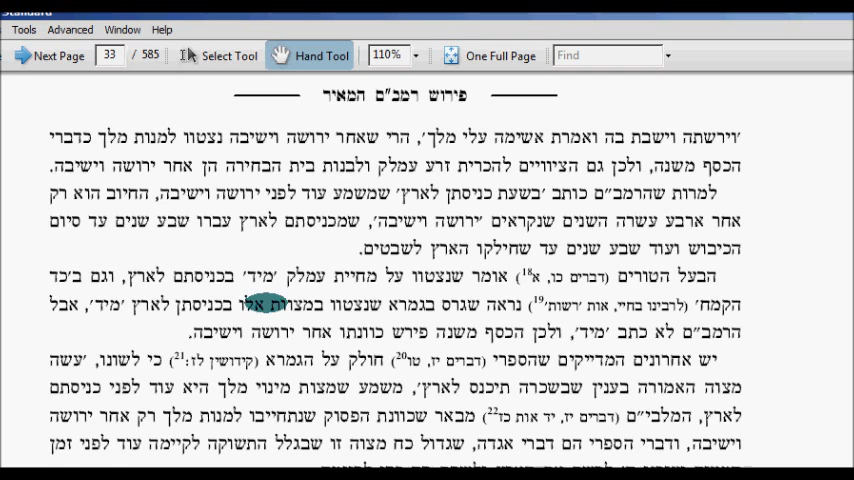 Standard
Tools Advanced Window Help
Next Page 33 / 585 Select Tool Hand Tool 110% One Full Page Find
פירוש רמב"ם המאיר
'וירשתה וישבת בה ואמרת אשימה עלי מלך', הרי שאחר ירושה וישיבה נצטוו למנות מלך כדברי
הכסף משנה, ולכן גם הציוויים להכרית זרע עמלק ולבנות בית הבחירה הן אחר ירושה וישיבה.
למרות שהרמב"ם כותב 'בשעת כניסתן לארץ' שמשמע עוד לפני ירושה וישיבה, החיוב הוא רק
אחר ארבע עשרה השנים שנקראים 'ירושה וישיבה', שמכניסתם לארץ עברו שבע שנים עד סיום
הכיבוש ועוד שבע שנים עד שחילקו הארץ לשבטים.
הבעל הטורים (דברים כו, א18) אומר שנצטוו על מחיית עמלק 'מיד' בכניסתם לארץ, וגם ב'כד
הקמח' (לרבינו בחיי, אות 'רשות'19) נראה שגרס בגמרא שנצטוו במצוות אלו בכניסתן לארץ 'מיד', אבל
הרמב"ם לא כתב 'מיד', ולכן הכסף משנה פירש כוונתו אחר ירושה וישיבה.
יש אחרונים המדייקים שהספרי (דברים יז, טו20) חולק על הגמרא (קידושין לז:21) כי לשונו, 'עשה
מצוה האמורה בענין שבשכרה תיכנס לארץ', משמע שמצות מינוי מלך היא עוד לפני כניסתם
לארץ, המלבי"ם (דברים יז, יד אות כז22) מבאר שכוונת הפסוק שנתחייבו למנות מלך רק אחר ירושה
וישיבה, ודברי הספרי הם דברי אגדה, שגדול כח מצוה זו שבגלל התשוקה לקיימה עוד לפני זמן